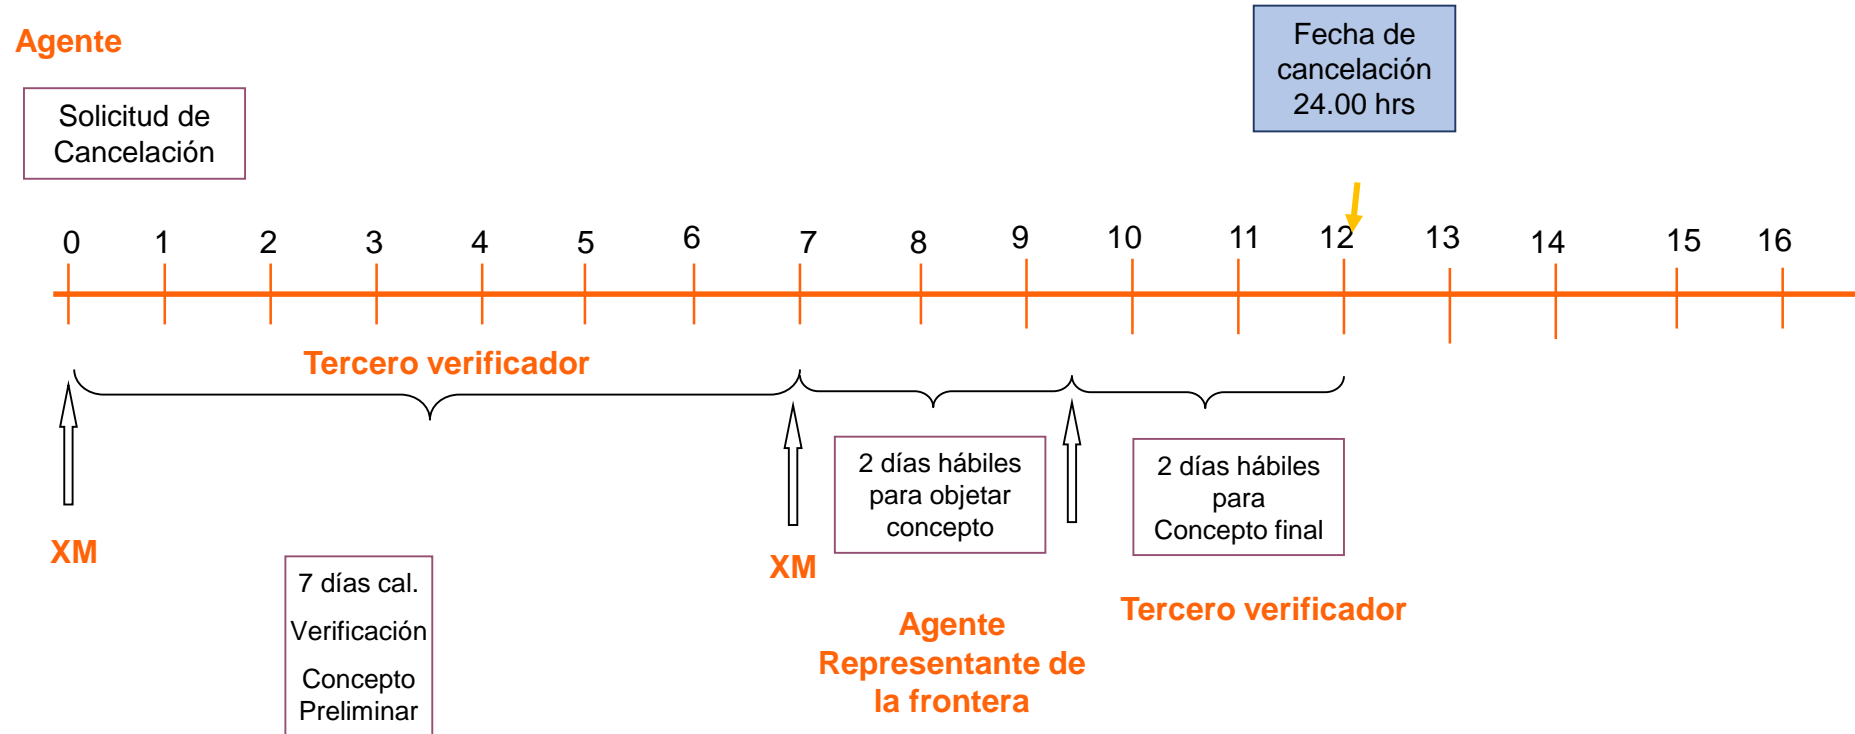 Agente
Solicitud de
Cancelación
Fecha de
cancelación
24.00 hrs
0 1 2 3 4 5 6 7 8 9 10 11 12 13 14 15 16
Tercero verificador
XM
7 días cal.
Verificación
Concepto
Preliminar
XM
2 días hábiles
para objetar
concepto
Agente
Representante de
la frontera
2 días hábiles
para
Concepto final
Tercero verificador